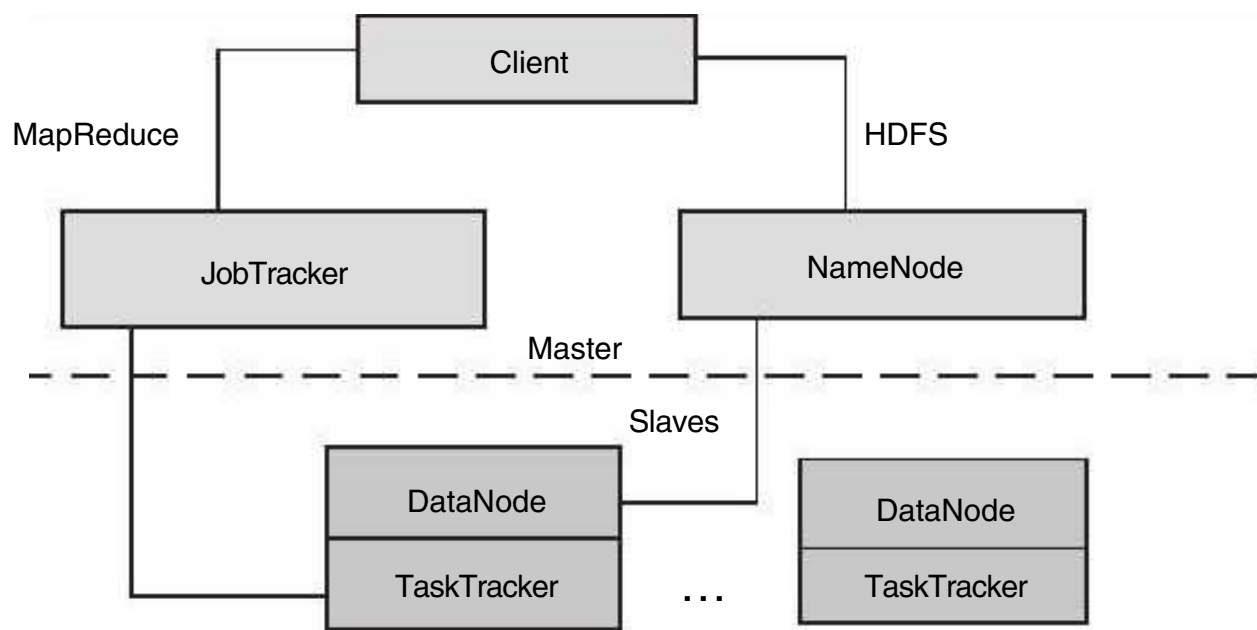 Client
MapReduce
HDFS
JobTracker
NameNode
Master
Slaves
DataNode
DataNode
TaskTracker
...
TaskTracker